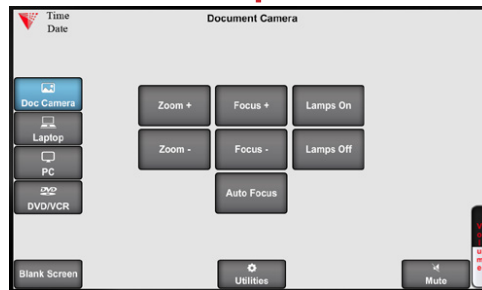 Time
Date
Document Camera
Doc Camera
Laptop
PC
DVD
DVD/VCR
Zoom +
Focus +
Lamps On
Zoom -
Focus -
Lamps Off
Auto Focus
Blank Screen
Utilities
Mute